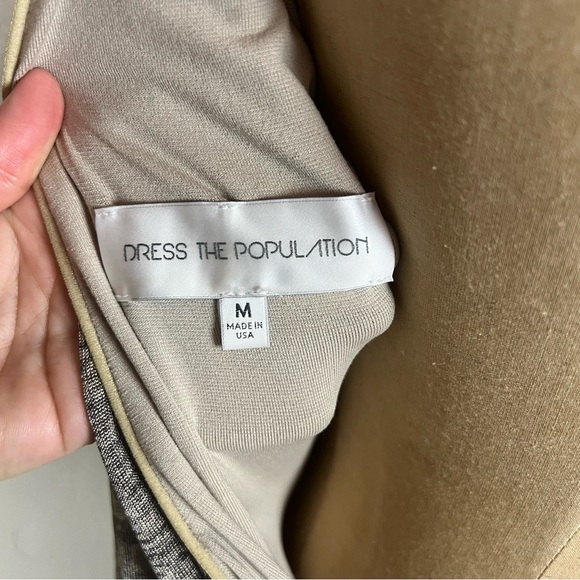 DRESS THE POPULATION
M
MADE IN
USA